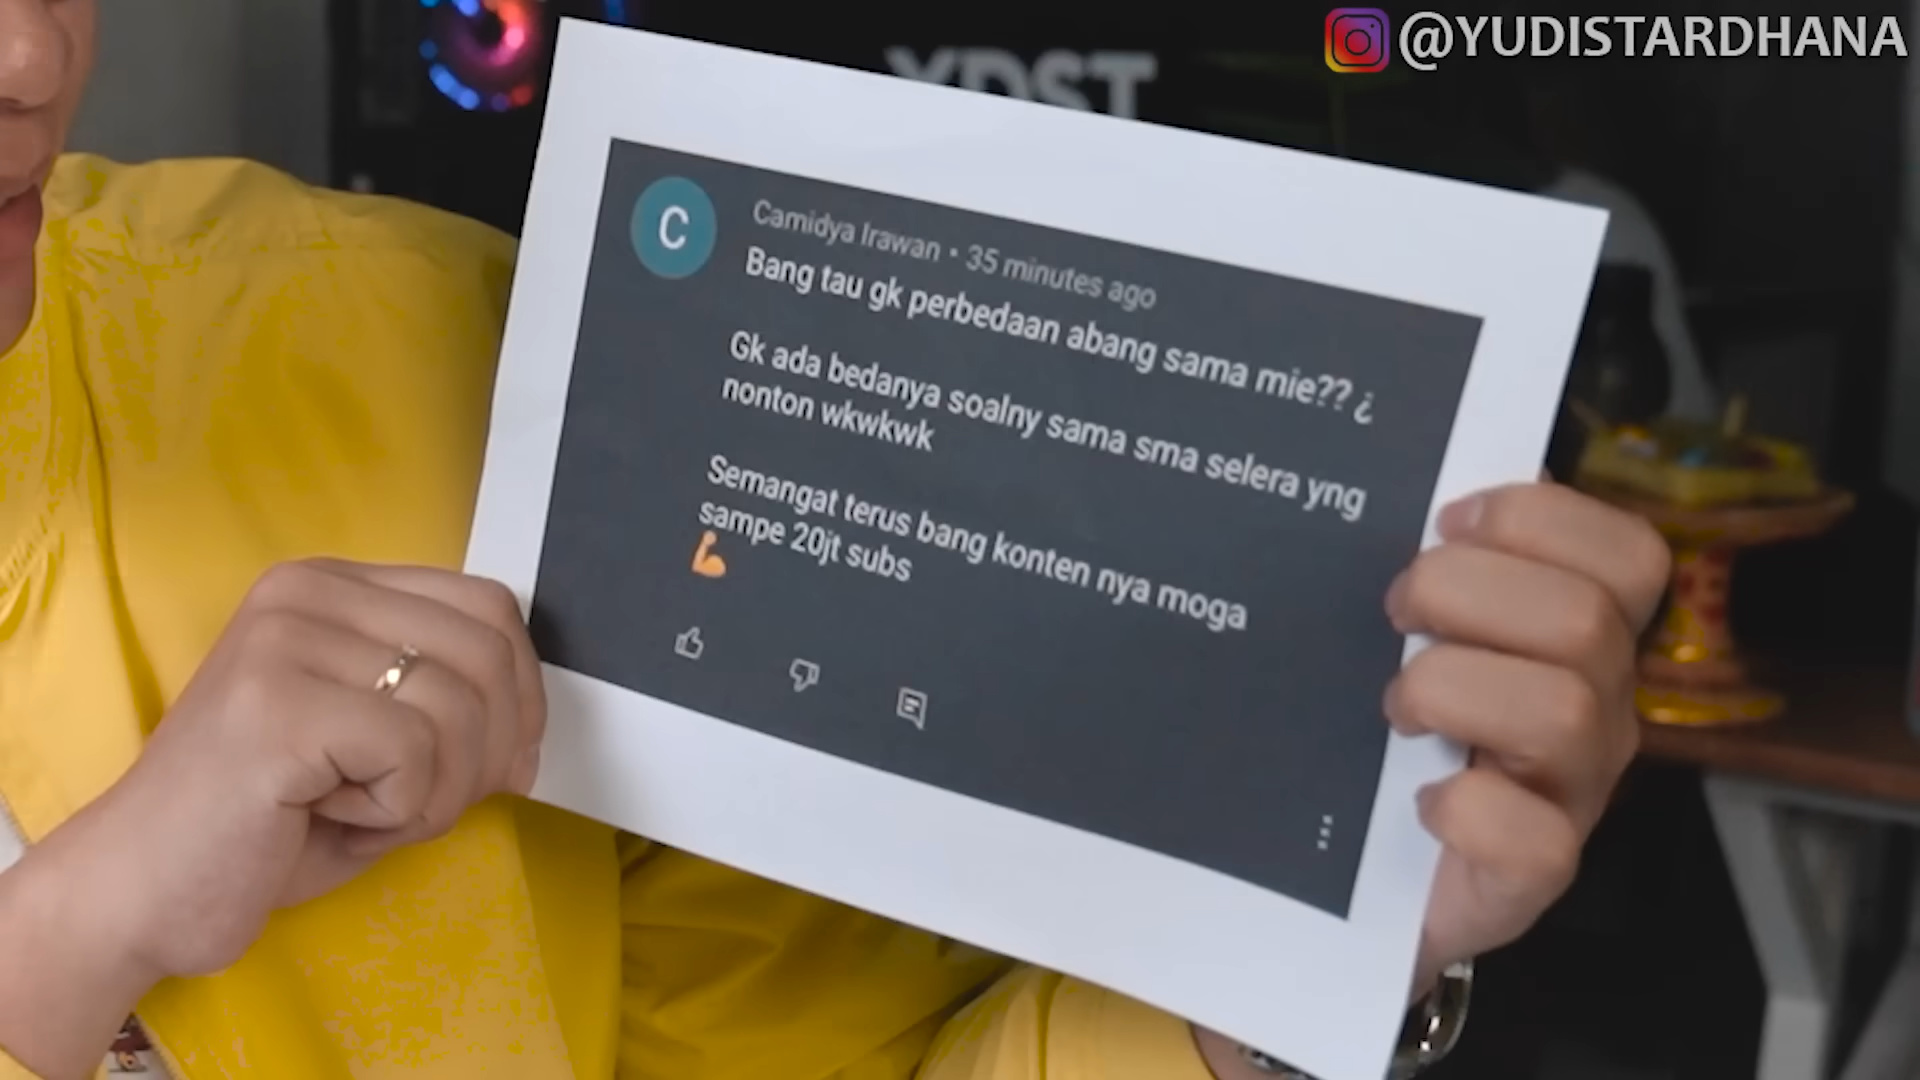 @YUDISTARDHANA
YDST
C
Camidya Irawan • 35 minutes ago
Bang tau gk perbedaan abang sama mie?? ¿
Gk ada bedanya soalny sama sma selera yng
nonton wkwkwk
Semangat terus bang konten nya moga
sampe 20jt subs
💪